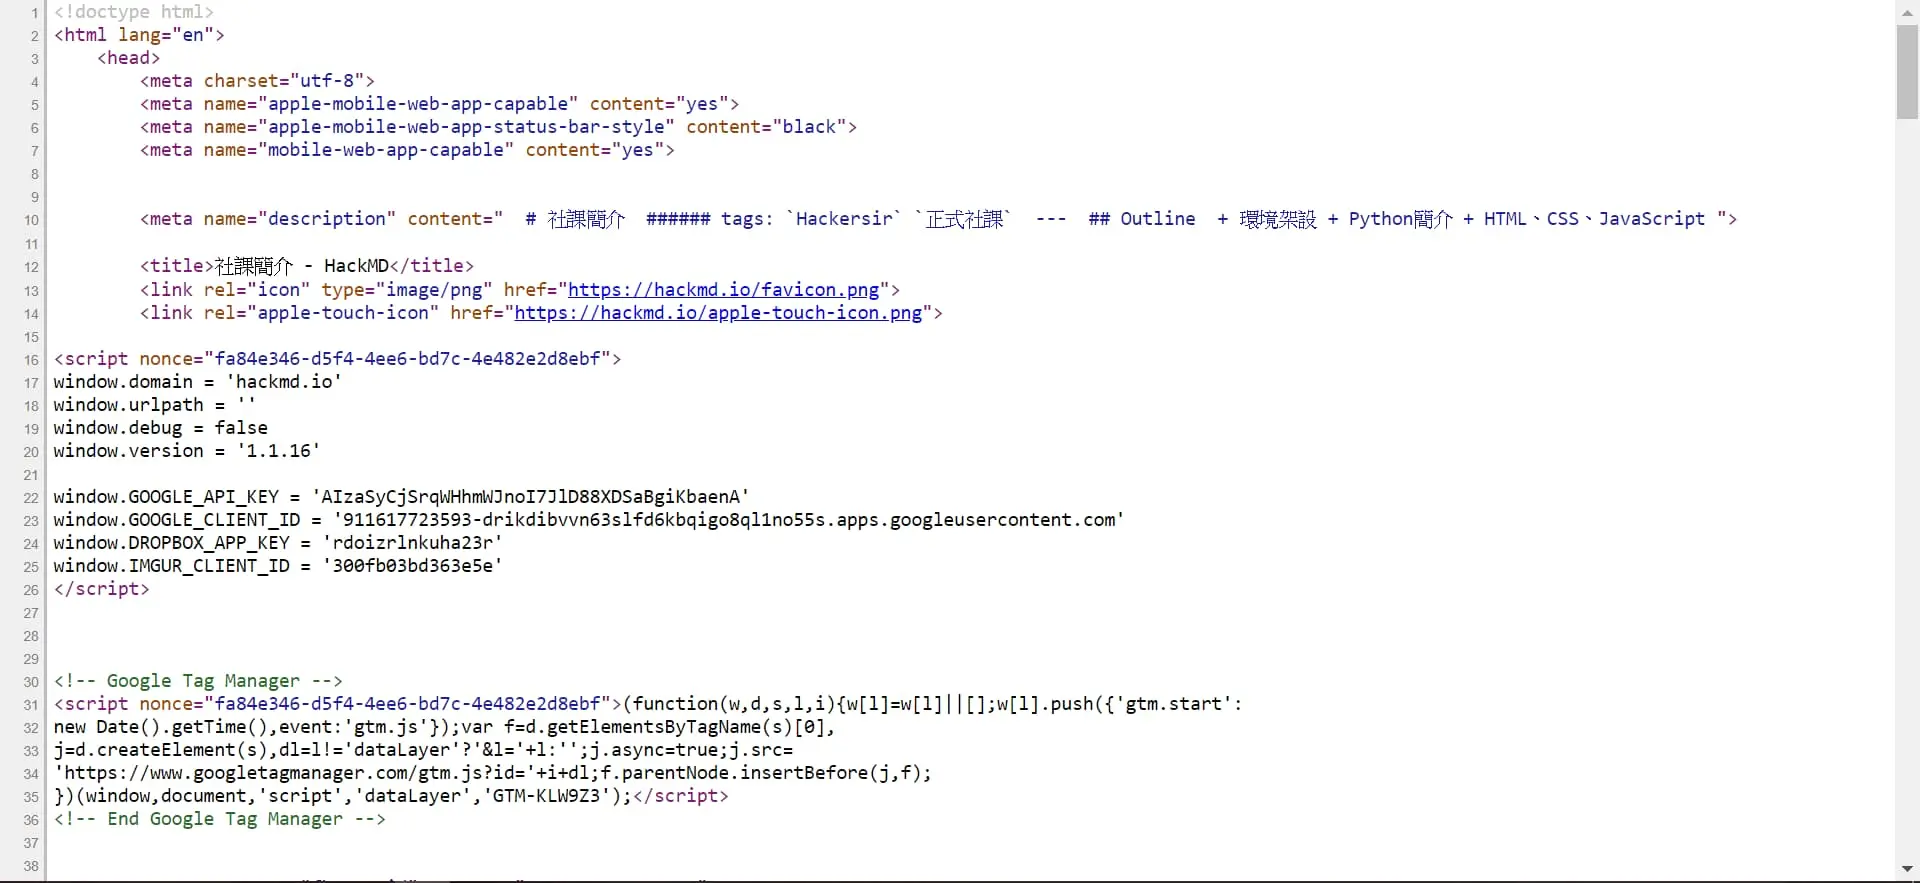 1 <!doctype html>
2 <html lang="en">
3 <head>
4 <meta charset="utf-8">
5 <meta name="apple-mobile-web-app-capable" content="yes">
6 <meta name="apple-mobile-web-app-status-bar-style" content="black">
7 <meta name="mobile-web-app-capable" content="yes">
8
9
10 <meta name="description" content="  # 社課簡介  ###### tags: `Hackersir` `正式社課`  ---  ## Outline  + 環境架設 + Python簡介 + HTML、CSS、JavaScript ">
11
12 <title>社課簡介 - HackMD</title>
13 <link rel="icon" type="image/png" href="https://hackmd.io/favicon.png">
14 <link rel="apple-touch-icon" href="https://hackmd.io/apple-touch-icon.png">
15
16 <script nonce="fa84e346-d5f4-4ee6-bd7c-4e482e2d8ebf">
17 window.domain = 'hackmd.io'
18 window.urlpath = ''
19 window.debug = false
20 window.version = '1.1.16'
21
22 window.GOOGLE_API_KEY = 'AIzaSyCjSrqWHhmWJnoI7JlD88XDSaBgiKbaenA'
23 window.GOOGLE_CLIENT_ID = '911617723593-drikdibvvn63slfd6kbqigo8ql1no55s.apps.googleusercontent.com'
24 window.DROPBOX_APP_KEY = 'rdoizrlnkuha23r'
25 window.IMGUR_CLIENT_ID = '300fb03bd363e5e'
26 </script>
27
28
29
30 <!-- Google Tag Manager -->
31 <script nonce="fa84e346-d5f4-4ee6-bd7c-4e482e2d8ebf">(function(w,d,s,l,i){w[l]=w[l]||[];w[l].push({'gtm.start':
32 new Date().getTime(),event:'gtm.js'});var f=d.getElementsByTagName(s)[0],
33 j=d.createElement(s),dl=l!='dataLayer'?'&l='+l:'';j.async=true;j.src=
34 'https://www.googletagmanager.com/gtm.js?id='+i+dl;f.parentNode.insertBefore(j,f);
35 })(window,document,'script','dataLayer','GTM-KLW9Z3');</script>
36 <!-- End Google Tag Manager -->
37
38